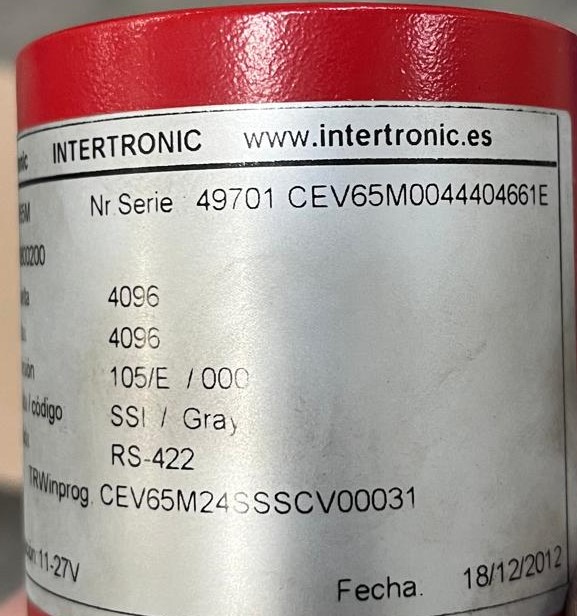 INTERTRONIC www.intertronic.es
Nr Serie : 49701 CEV65M0044404661E
4096
4096
105/E / 000
SSI / Gray
/código
RS-422
TRWinprog. CEV65M24SSSCV00031
11-27V
Fecha. 18/12/2012